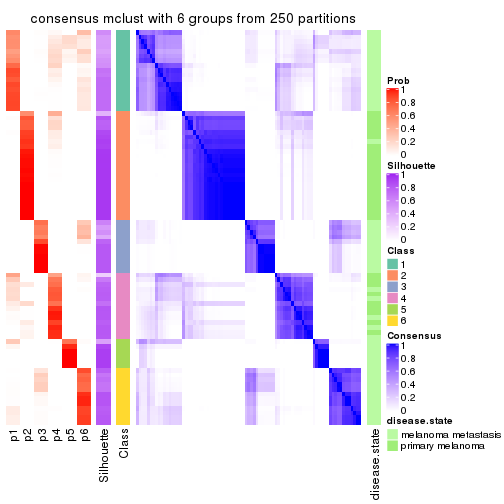 consensus mclust with 6 groups from 250 partitions
Prob
1
0.8
0.6
0.4
0.2
0
Silhouette
1
0.8
0.6
0.4
0.2
0
Class
1
2
3
4
5
6
Consensus
1
0.8
0.6
0.4
0.2
0
disease.state
melanoma metastasis
primary melanoma
p1
p2
p3
p4
p5
p6
Silhouette
Class
disease.state